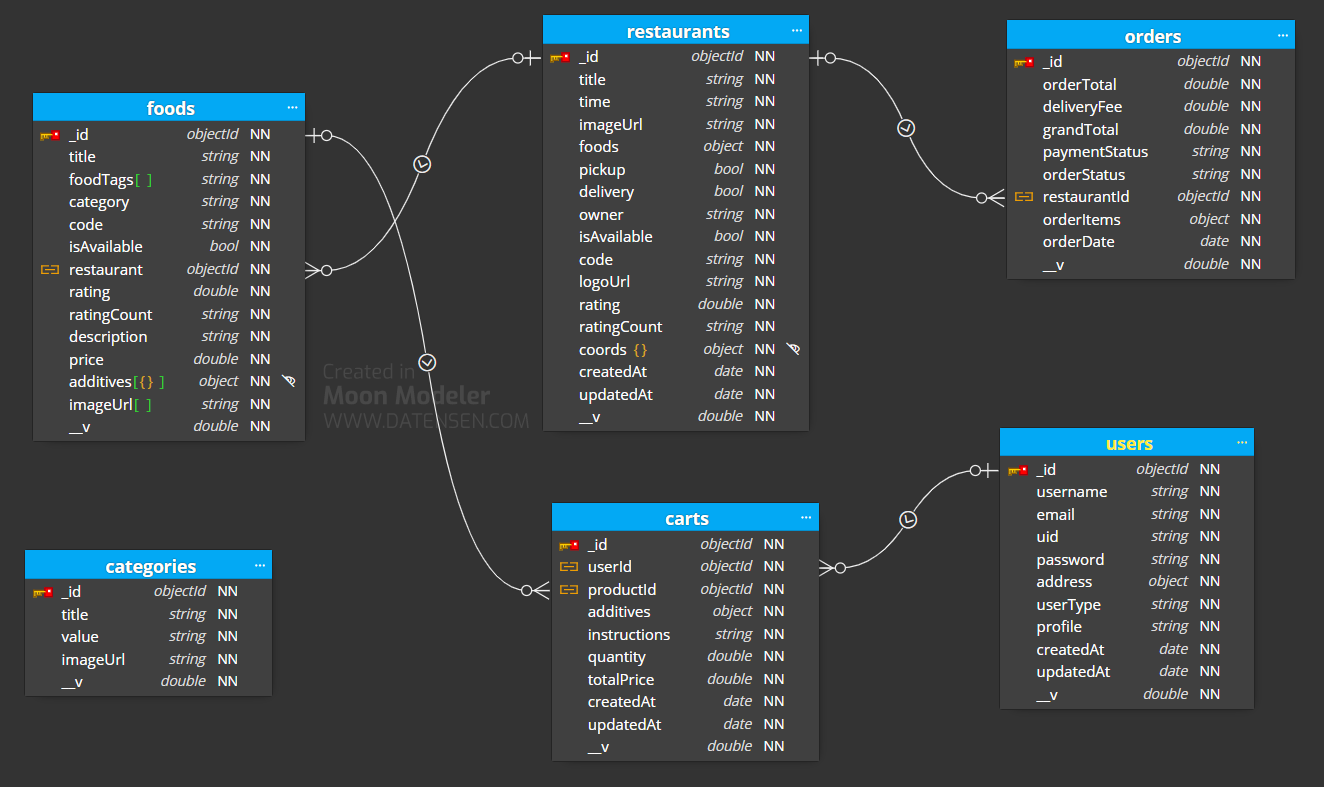 restaurants ...
_id objectId NN
title string NN
time string NN
imageUrl string NN
foods object NN
pickup bool NN
delivery bool NN
owner string NN
isAvailable bool NN
code string NN
logoUrl string NN
rating double NN
ratingCount string NN
coords {} object NN
createdAt date NN
updatedAt date NN
__v double NN
orders ...
_id objectId NN
orderTotal double NN
deliveryFee double NN
grandTotal double NN
paymentStatus string NN
orderStatus string NN
restaurantId objectId NN
orderItems object NN
orderDate date NN
__v double NN
foods ...
_id objectId NN
title string NN
foodTags[ ] string NN
category string NN
code string NN
isAvailable bool NN
restaurant objectId NN
rating double NN
ratingCount string NN
description string NN
price double NN
additives[{} ] object NN
imageUrl[ ] string NN
__v double NN
Created in
Moon Modeler
WWW.DATENSEN.COM
users ...
_id objectId NN
username string NN
email string NN
uid string NN
password string NN
address object NN
userType string NN
profile string NN
createdAt date NN
updatedAt date NN
__v double NN
carts ...
_id objectId NN
userId objectId NN
productId objectId NN
additives object NN
instructions string NN
quantity double NN
totalPrice double NN
createdAt date NN
updatedAt date NN
__v double NN
categories ...
_id objectId NN
title string NN
value string NN
imageUrl string NN
__v double NN